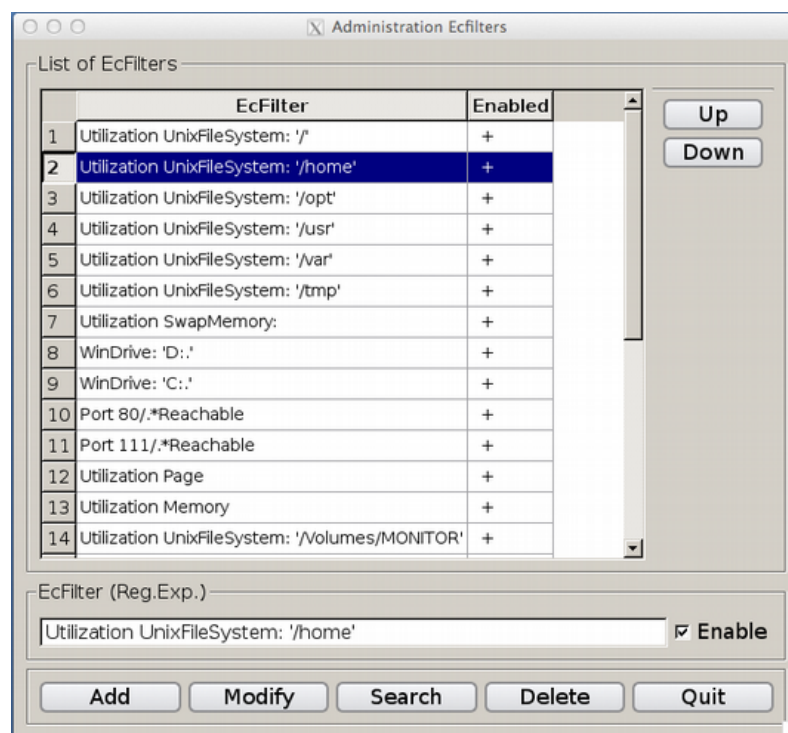 Administration Ecfilters
List of EcFilters
EcFilter Enabled
1 Utilization UnixFileSystem: '/' +
2 Utilization UnixFileSystem: '/home' +
3 Utilization UnixFileSystem: '/opt' +
4 Utilization UnixFileSystem: '/usr' +
5 Utilization UnixFileSystem: '/var' +
6 Utilization UnixFileSystem: '/tmp' +
7 Utilization SwapMemory: +
8 WinDrive: 'D:.' +
9 WinDrive: 'C:.' +
10 Port 80/.*Reachable +
11 Port 111/.*Reachable +
12 Utilization Page +
13 Utilization Memory +
14 Utilization UnixFileSystem: '/Volumes/MONITOR' +
Up
Down
EcFilter (Reg.Exp.)
Utilization UnixFileSystem: '/home' Enable
Add Modify Search Delete Quit